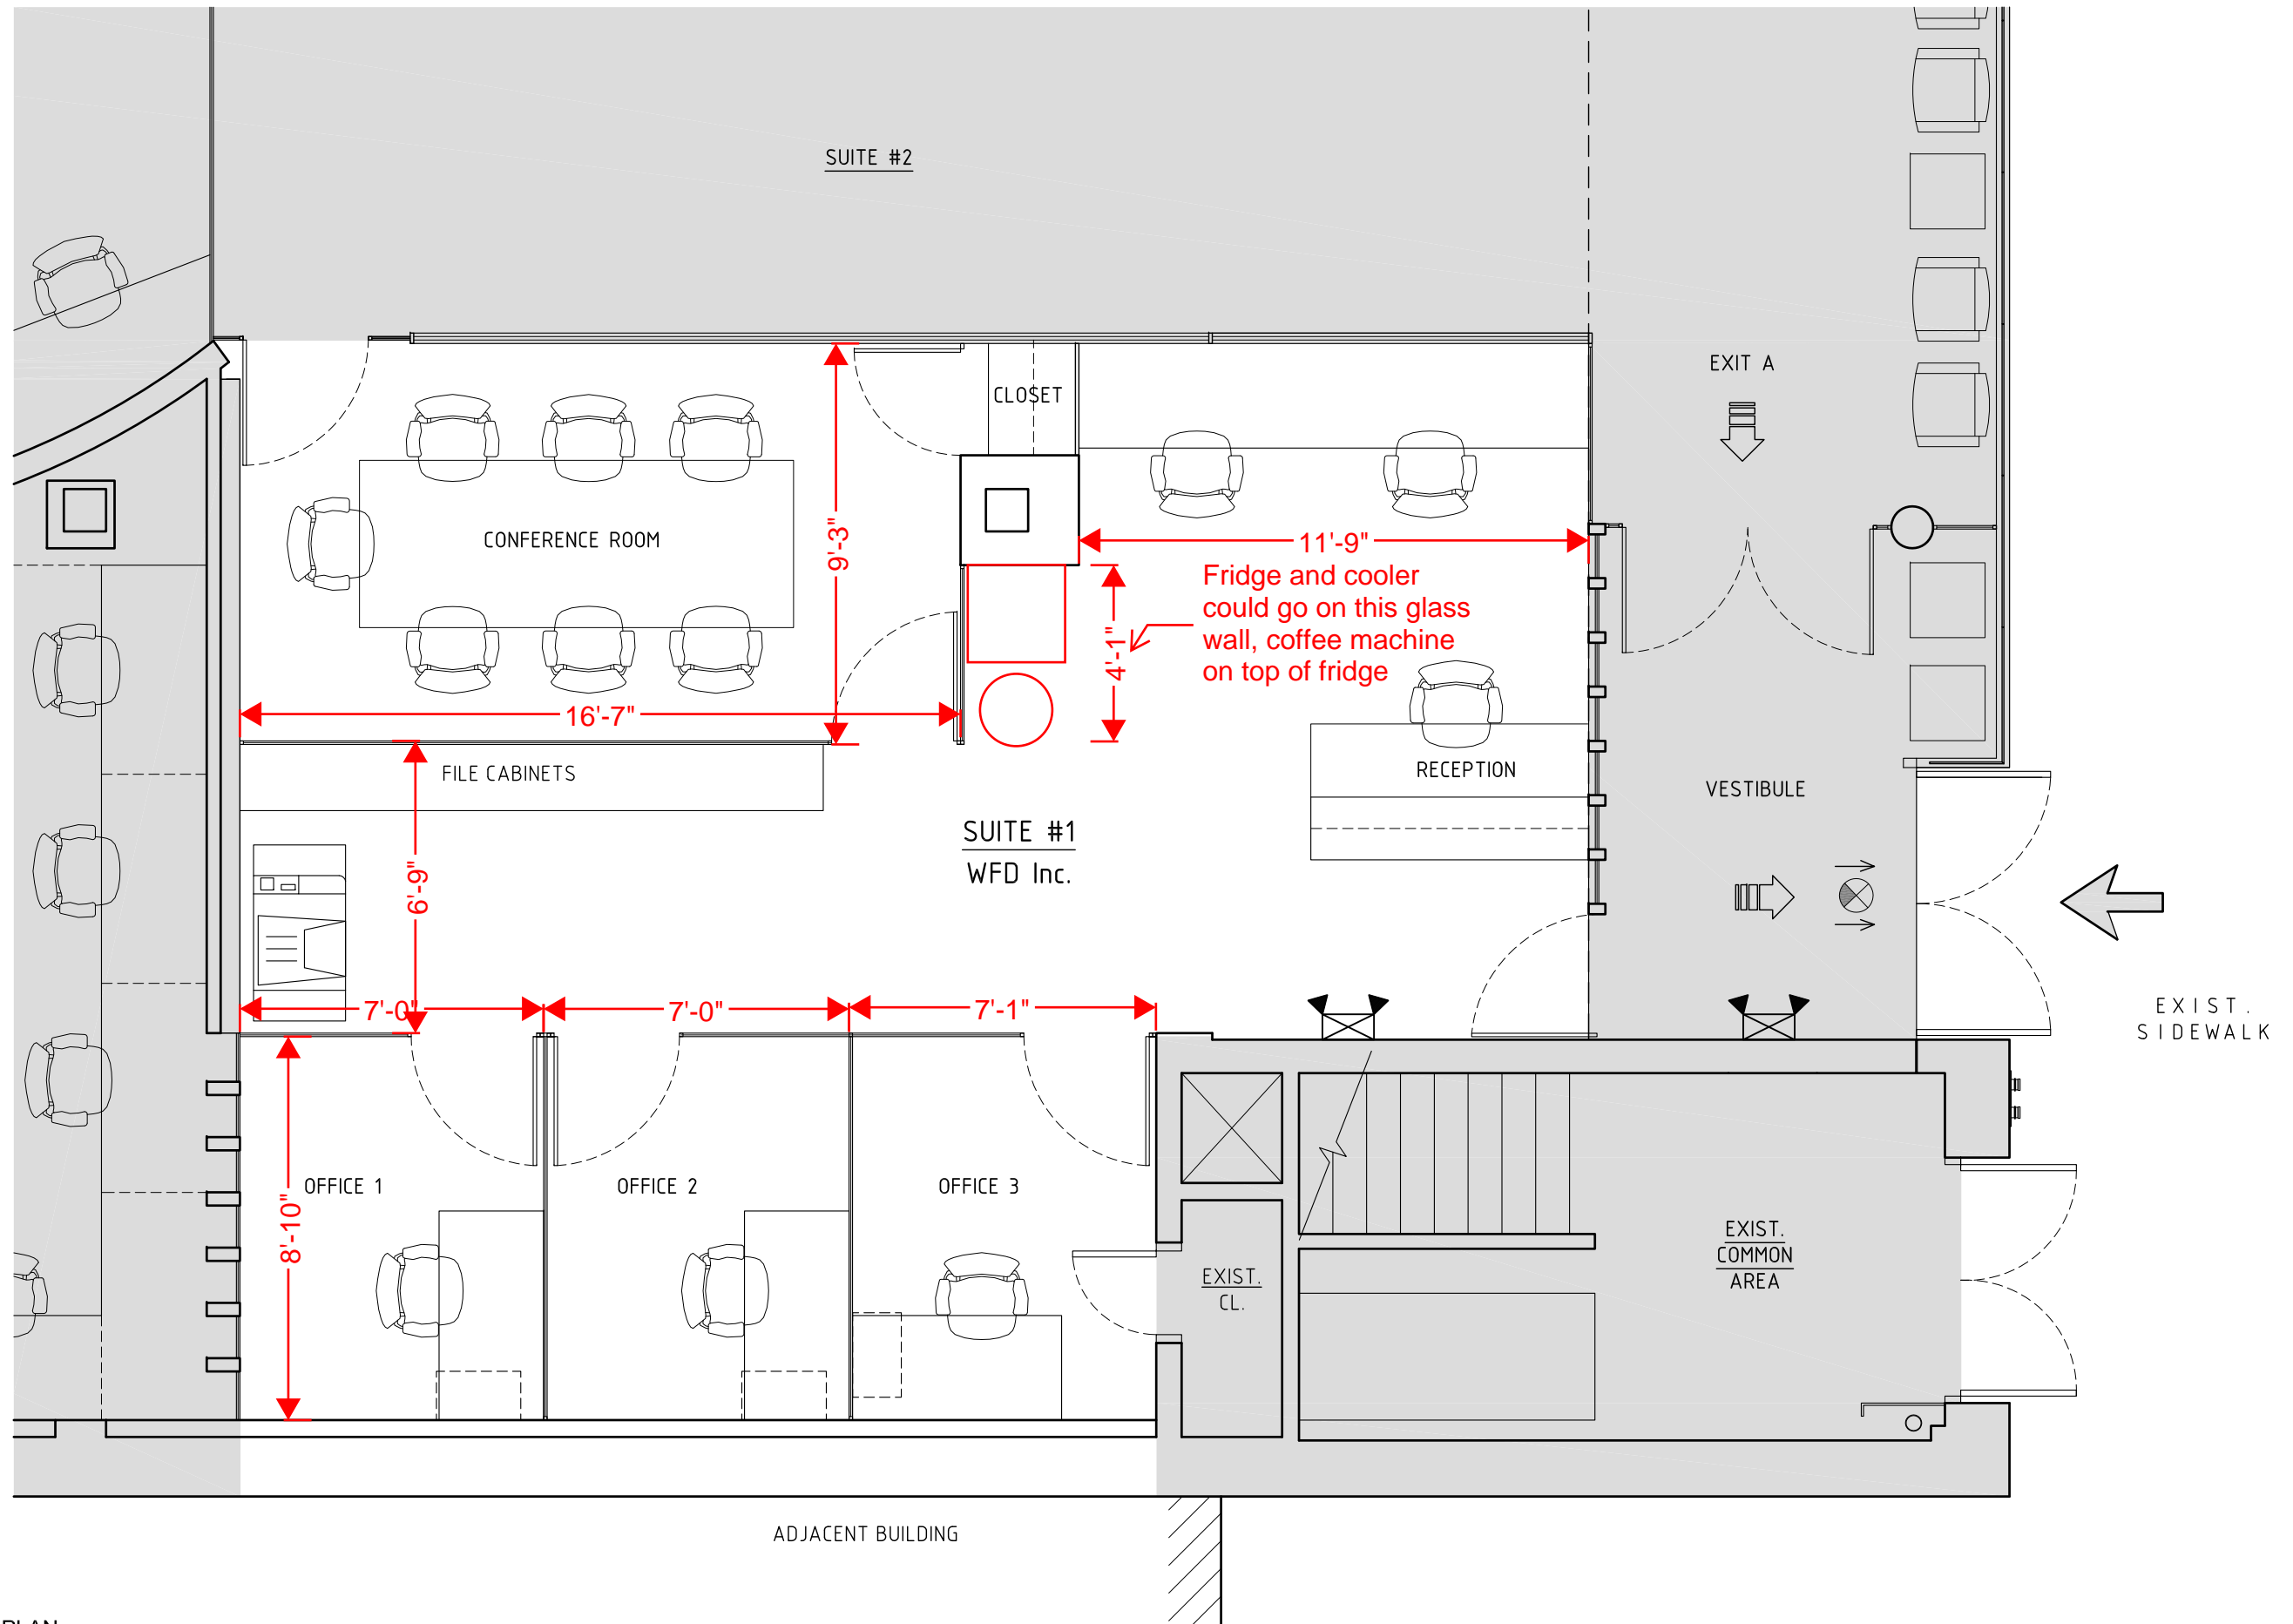 SUITE #2
EXIT A
CLOSET
CONFERENCE ROOM
9'-3"
11'-9"
Fridge and cooler
could go on this glass
wall, coffee machine
on top of fridge
4'-1"
16'-7"
FILE CABINETS
RECEPTION
VESTIBULE
SUITE #1
WFD Inc.
6'-9"
7'-0"
7'-0"
7'-1"
EXIST.
SIDEWALK
OFFICE 1
OFFICE 2
OFFICE 3
8'-10"
EXIST.
CL.
EXIST.
COMMON
AREA
ADJACENT BUILDING
PLAN